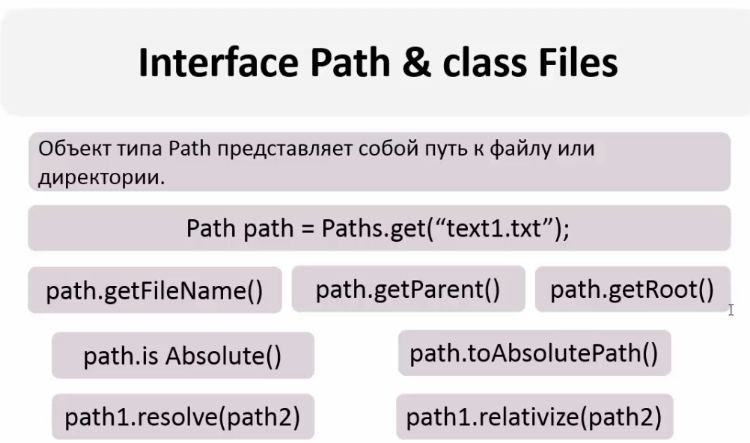 Interface Path & class Files
Объект типа Path представляет собой путь к файлу или
директории.
Path path = Paths.get(“text1.txt”);
path.getFileName() path.getParent() path.getRoot()
path.is Absolute() path.toAbsolutePath()
path1.resolve(path2) path1.relativize(path2)